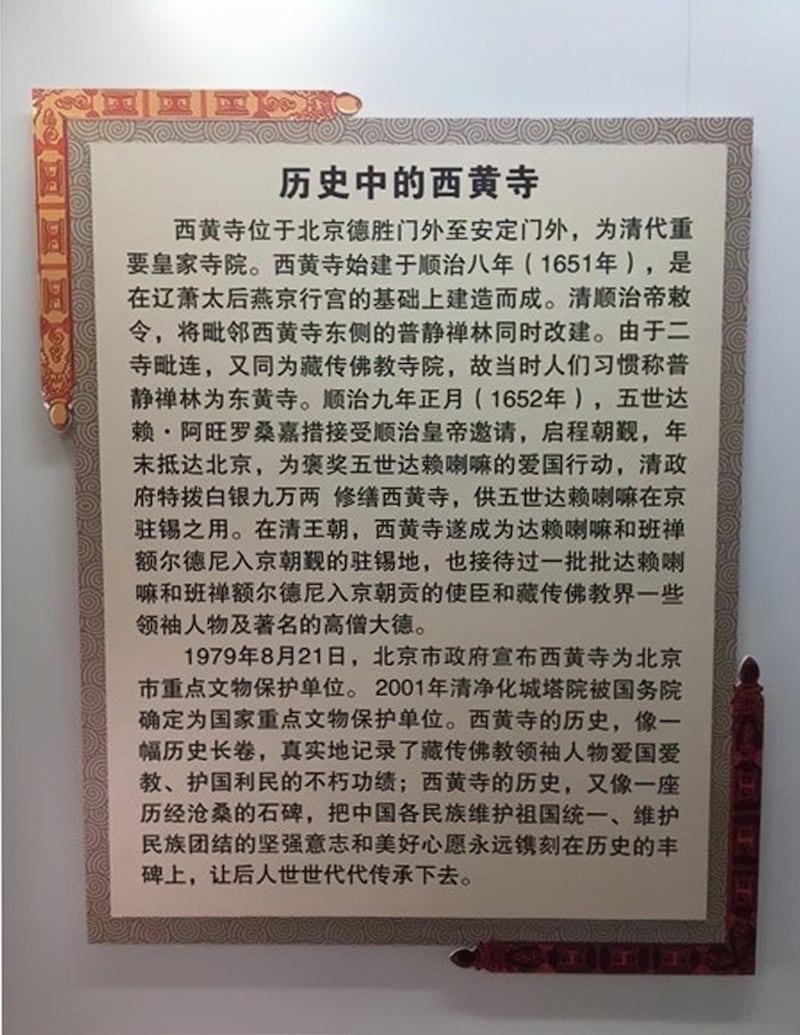 历史中的西黄寺
西黄寺位于北京德胜门外至安定门外，为清代重
要皇家寺院。西黄寺始建于顺治八年（1651年），是
在辽萧太后燕京行宫的基础上建造而成。清顺治帝敕
令，将毗邻西黄寺东侧的普静禅林同时改建。由于二
寺毗连，又同为藏传佛教寺院，故当时人们习惯称普
静禅林为东黄寺。顺治九年正月（1652年），五世达
赖·阿旺罗桑嘉措接受顺治皇帝邀请，启程朝觐，年
末抵达北京，为褒奖五世达赖喇嘛的爱国行动，清政
府特拨白银九万两 修缮西黄寺，供五世达赖喇嘛在京
驻锡之用。在清王朝，西黄寺遂成为达赖喇嘛和班禅
额尔德尼入京朝觐的驻锡地，也接待过一批批达赖喇
嘛和班禅额尔德尼入京朝贡的使臣和藏传佛教界一些
领袖人物及著名的高僧大德。
1979年8月21日，北京市政府宣布西黄寺为北京
市重点文物保护单位。 2001年清净化城塔院被国务院
确定为国家重点文物保护单位。西黄寺的历史，像一
幅历史长卷，真实地记录了藏传佛教领袖人物爱国爱
教、护国利民的不朽功绩；西黄寺的历史，又像一座
历经沧桑的石碑，把中国各民族维护祖国统一、维护
民族团结的坚强意志和美好心愿永远镌刻在历史的丰
碑上，让后人世世代代传承下去。